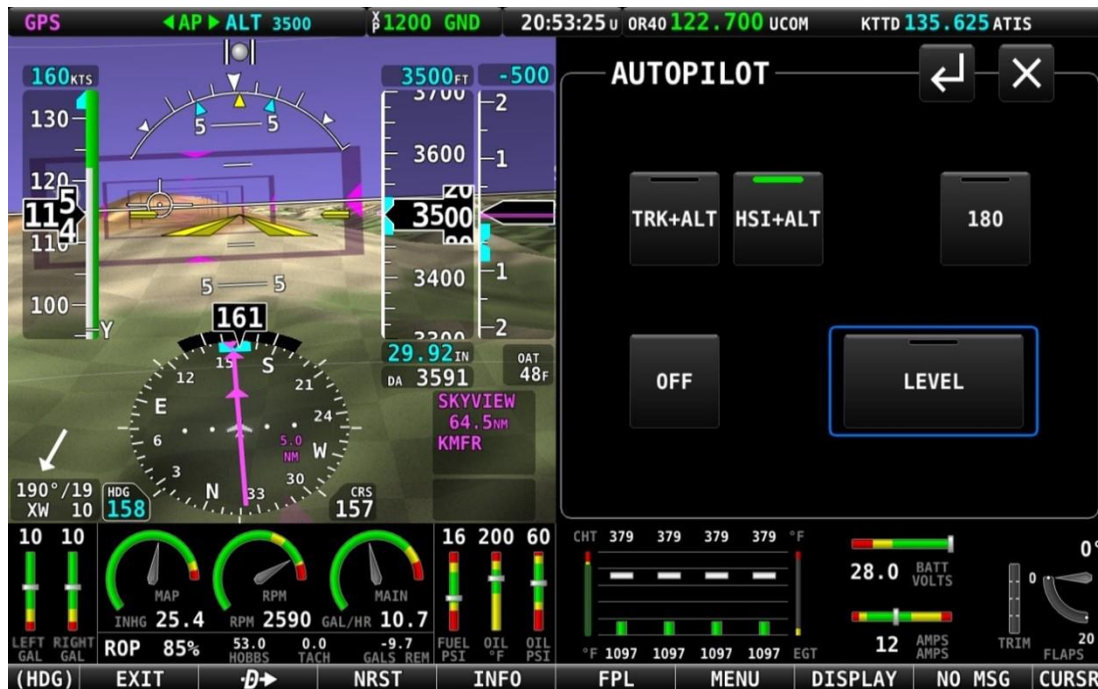 GPS ◀AP▶ ALT 3500 XP1200 GND 20:53:25U OR40 122.700 UCOM KTTD 135.625 ATIS
160KTS
3500FT
-500
AUTOPILOT
3700
2
130
5 5
3600
1
120
20
115
4
3500
TRK+ALT HSI+ALT 180
110
80
3400
1
5 5
100
Y
161
3300
2
29.92IN
OAT
48F
DA 3591
OFF
LEVEL
15 S 21 24 W 30 33 N 3 6 E 12
5.0
NM
SKYVIEW
64.5NM
KMFR
190°/19
XW 10
HDG
158
CRS
157
10 10
LEFT GAL
RIGHT GAL
MAP
INHG 25.4
RPM
RPM 2590
MAIN
GAL/HR 10.7
16 200 60
FUEL PSI
OIL °F
OIL PSI
ROP 85%
53.0 HOBBS
0.0 TACH
-9.7 GALS REM
CHT 379 379 379 379 °F
°F 1097 1097 1097 1097 EGT
28.0 BATT VOLTS
12 AMPS AMPS
TRIM
0°
0
20
FLAPS
(HDG) EXIT -D→ NRST INFO FPL MENU DISPLAY NO MSG CURSR